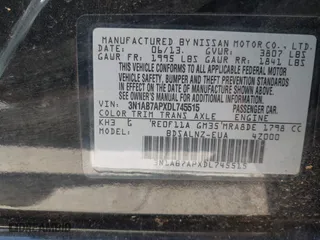 MANUFACTURED BY NISSAN MOTOR CO., LTD.
DATE: 06/13. GVWR: 3807 LBS
GAWR FR: 1995 LBS GAWR RR: 1841 LBS
THIS VEHICLE CONFORMS TO ALL APPLICABLE FEDERAL MOTOR VEHICLE
SAFETY, BUMPER AND THEFT PREVENTION STANDARDS
IN EFFECT ON THE DATE OF MANUFACTURE SHOWN ABOVE.
SEE OWNER'S MANUAL FOR ADDITIONAL INFORMATION.
VIN: 3N1AB7APXDL745515 PASSENGER CAR.
COLOR TRIM TRANS AXLE ENGINE
KH3 G RE0F11A GM35 MRA8DE 1798 CC
MODEL: BDSALNZ-EUA 4Z000
3N1AB7APXDL745515